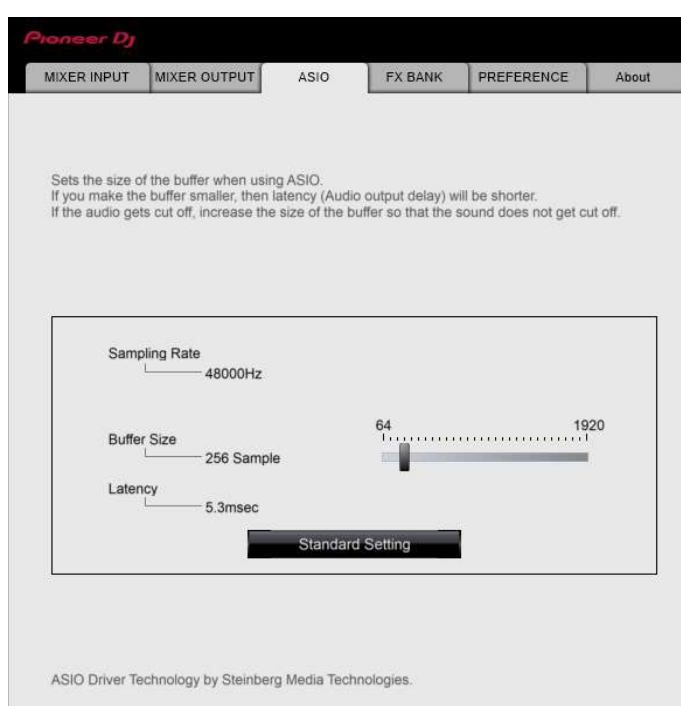 Pioneer Dj
MIXER INPUT MIXER OUTPUT ASIO FX BANK PREFERENCE About
Sets the size of the buffer when using ASIO.
If you make the buffer smaller, then latency (Audio output delay) will be shorter.
If the audio gets cut off, increase the size of the buffer so that the sound does not get cut off.
Sampling Rate
48000Hz
64 1920
Buffer Size
256 Sample
Latency
5.3msec
Standard Setting
ASIO Driver Technology by Steinberg Media Technologies.